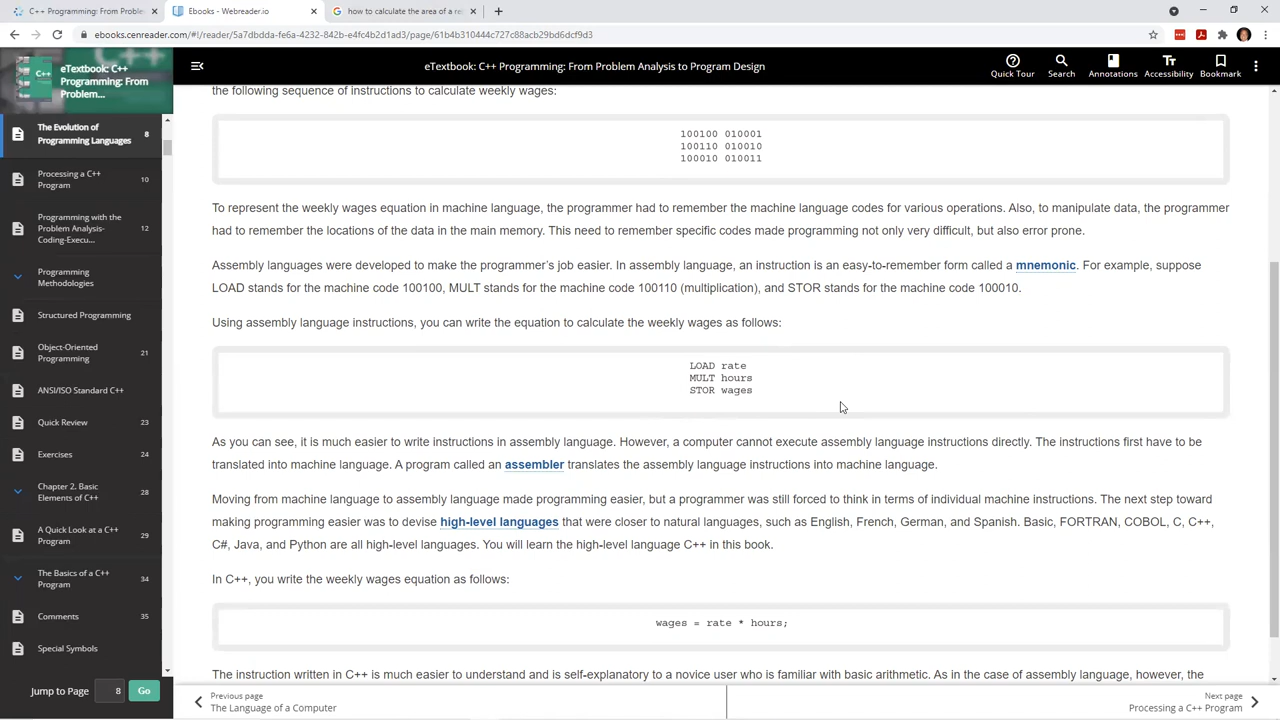 C++ Programming: From Proble
Ebooks - Webreader.io
how to calculate the area of a re
ebooks.cenreader.com/#!/reader/5a7dbdda-fe6a-4232-842b-e4fc4b2d1ad3/page/61b4b310444c727c88acb29bd6dcf9d3
C++
eTextbook: C++
Programming: From
Problem...
eTextbook: C++ Programming: From Problem Analysis to Program Design
Quick Tour
Search
Annotations
Accessibility
Bookmark
The Evolution of
Programming Languages 8
Processing a C++
Program 10
Programming with the
Problem Analysis-
Coding-Execu... 12
Programming
Methodologies
Structured Programming
Object-Oriented
Programming 21
ANSI/ISO Standard C++
Quick Review 23
Exercises 24
Chapter 2. Basic
Elements of C++ 28
A Quick Look at a C++
Program 29
The Basics of a C++
Program 34
Comments 35
Special Symbols
Jump to Page 8 Go
the following sequence of instructions to calculate weekly wages:
100100 010001
100110 010010
100010 010011
To represent the weekly wages equation in machine language, the programmer had to remember the machine language codes for various operations. Also, to manipulate data, the programmer
had to remember the locations of the data in the main memory. This need to remember specific codes made programming not only very difficult, but also error prone.
Assembly languages were developed to make the programmer's job easier. In assembly language, an instruction is an easy-to-remember form called a mnemonic. For example, suppose
LOAD stands for the machine code 100100, MULT stands for the machine code 100110 (multiplication), and STOR stands for the machine code 100010.
Using assembly language instructions, you can write the equation to calculate the weekly wages as follows:
LOAD rate
MULT hours
STOR wages
As you can see, it is much easier to write instructions in assembly language. However, a computer cannot execute assembly language instructions directly. The instructions first have to be
translated into machine language. A program called an assembler translates the assembly language instructions into machine language.
Moving from machine language to assembly language made programming easier, but a programmer was still forced to think in terms of individual machine instructions. The next step toward
making programming easier was to devise high-level languages that were closer to natural languages, such as English, French, German, and Spanish. Basic, FORTRAN, COBOL, C, C++,
C#, Java, and Python are all high-level languages. You will learn the high-level language C++ in this book.
In C++, you write the weekly wages equation as follows:
wages = rate * hours;
The instruction written in C++ is much easier to understand and is self-explanatory to a novice user who is familiar with basic arithmetic. As in the case of assembly language, however, the
Previous page
The Language of a Computer
Next page
Processing a C++ Program